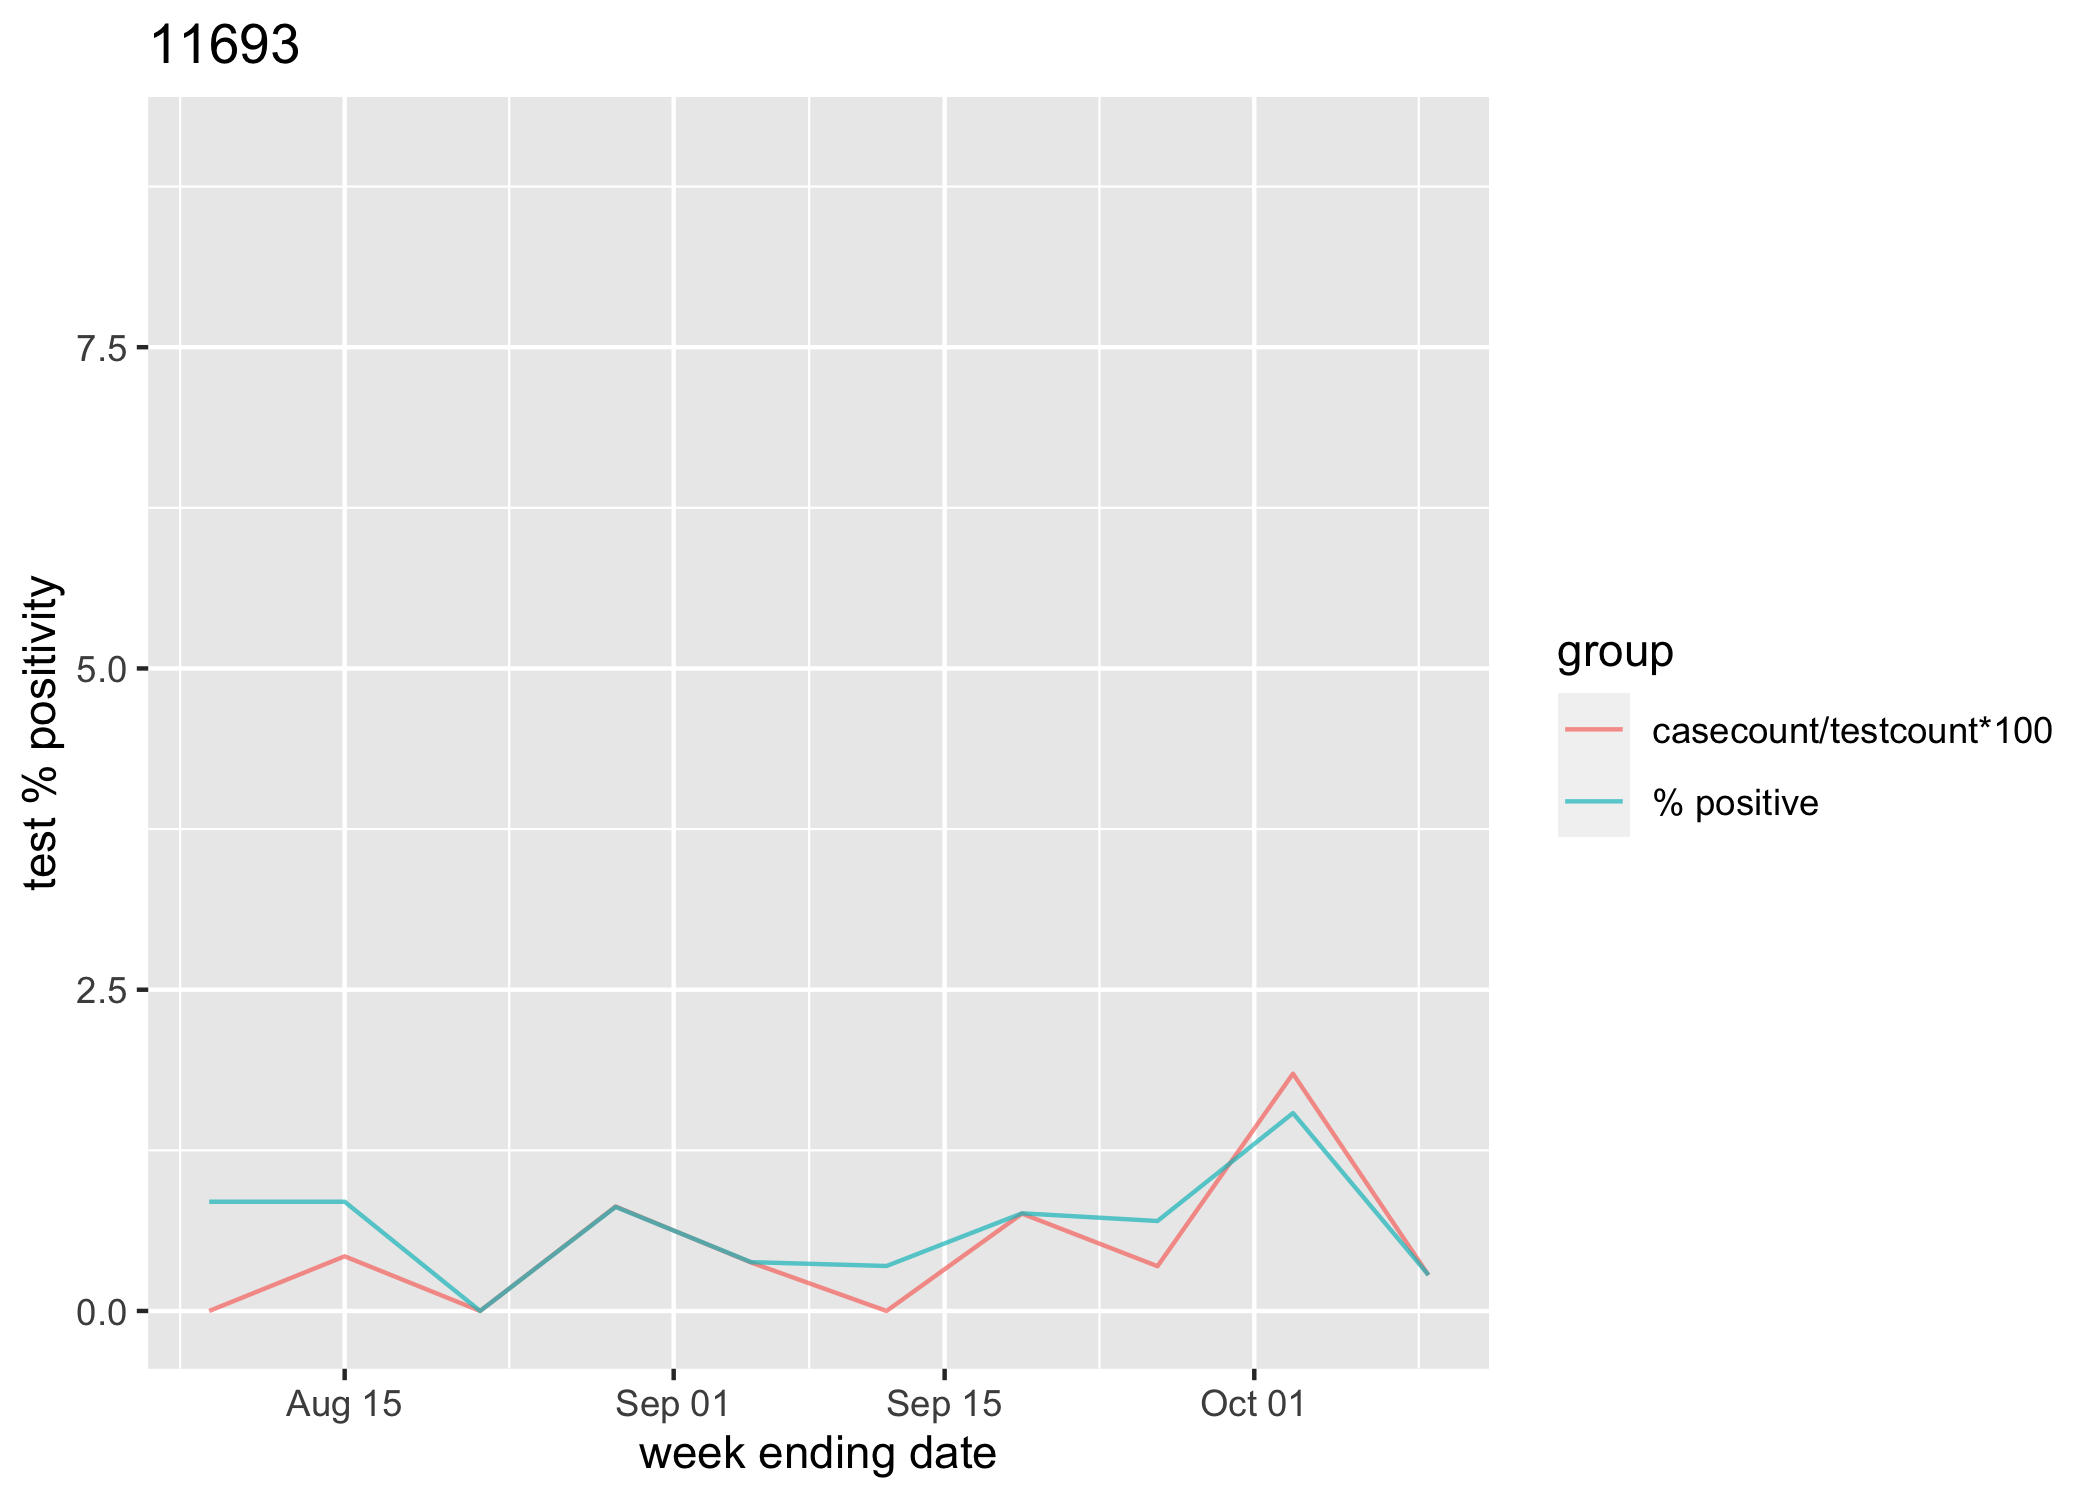 11693
test % positivity
7.5
5.0
2.5
0.0
Aug 15
Sep 01
Sep 15
Oct 01
week ending date
group
casecount/testcount*100
% positive